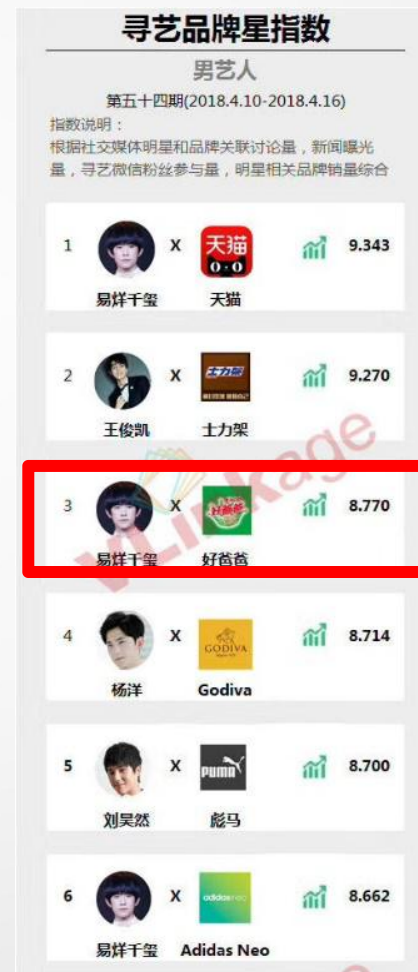 寻艺品牌星指数
男艺人
第五十四期(2018.4.10-2018.4.16)
指数说明：
根据社交媒体明星和品牌关联讨论量，新闻曝光
量，寻艺微信粉丝参与量，明星相关品牌销量综合
1 X 天猫 9.343
易烊千玺 天猫
2 X 士力架 9.270
王俊凯 士力架
3 X 好爸爸 8.770
易烊千玺 好爸爸
4 X GODIVA 8.714
杨洋 Godiva
5 X PUMA 8.700
刘昊然 彪马
6 X adidas neo 8.662
易烊千玺 Adidas Neo
vLinkage